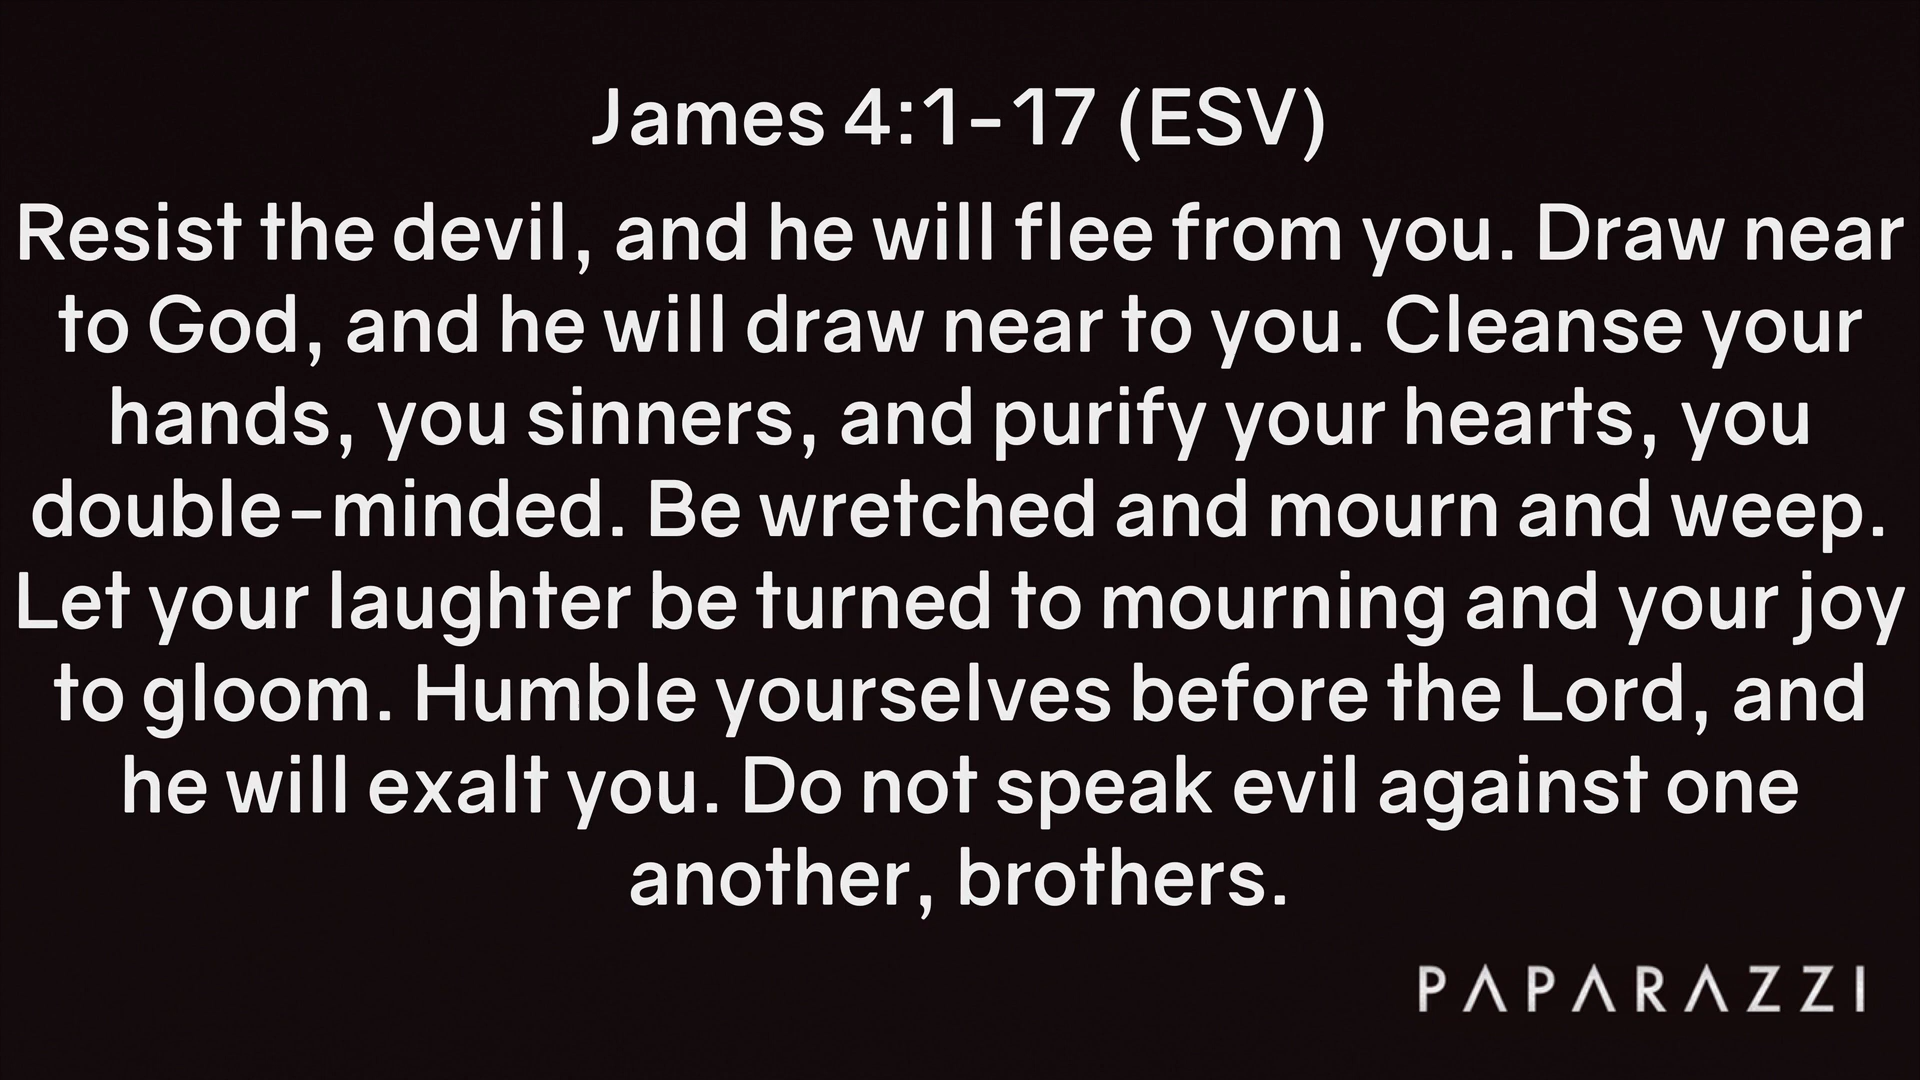 James 4:1-17 (ESV)
Resist the devil, and he will flee from you. Draw near
to God, and he will draw near to you. Cleanse your
hands, you sinners, and purify your hearts, you
double-minded. Be wretched and mourn and weep.
Let your laughter be turned to mourning and your joy
to gloom. Humble yourselves before the Lord, and
he will exalt you. Do not speak evil against one
another, brothers.
PAPARAZZI